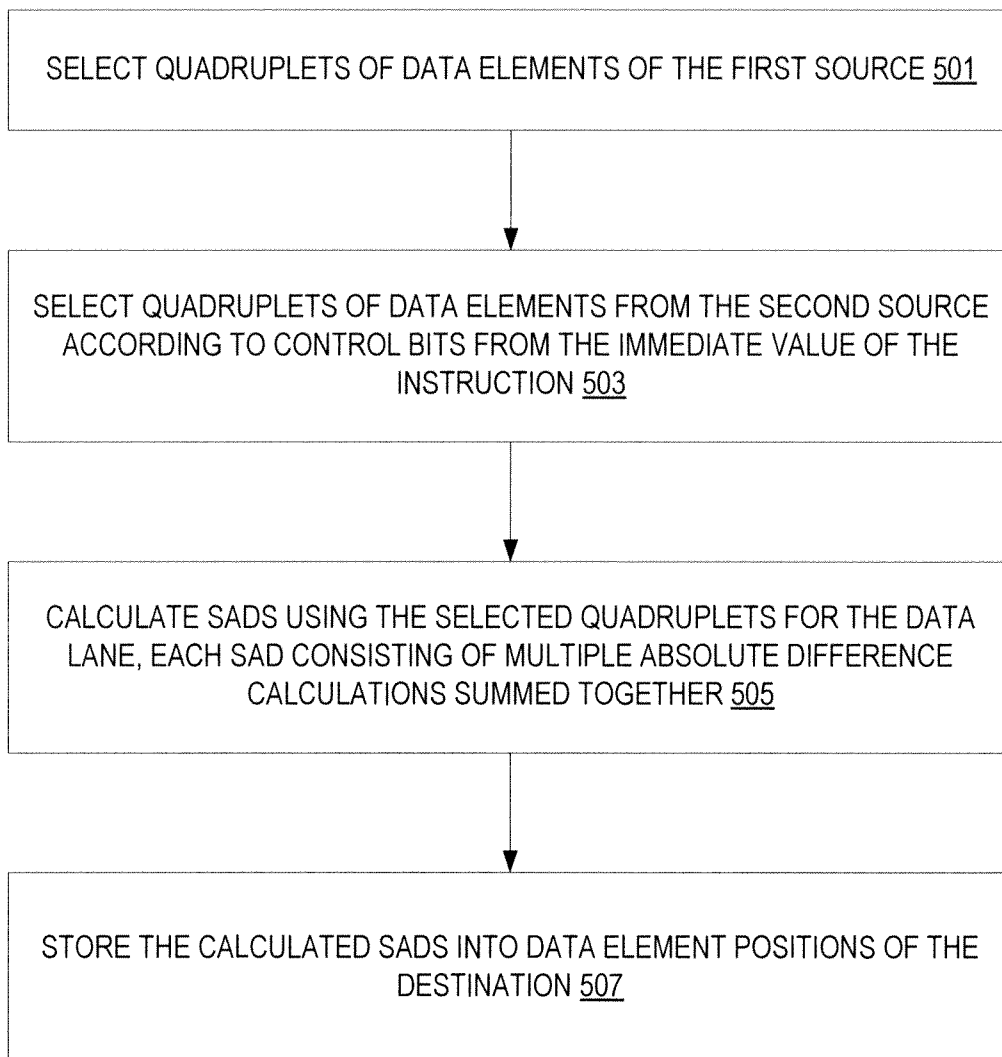 SELECT QUADRUPLETS OF DATA ELEMENTS OF THE FIRST SOURCE 501
SELECT QUADRUPLETS OF DATA ELEMENTS FROM THE SECOND SOURCE
ACCORDING TO CONTROL BITS FROM THE IMMEDIATE VALUE OF THE
INSTRUCTION 503
CALCULATE SADS USING THE SELECTED QUADRUPLETS FOR THE DATA
LANE, EACH SAD CONSISTING OF MULTIPLE ABSOLUTE DIFFERENCE
CALCULATIONS SUMMED TOGETHER 505
STORE THE CALCULATED SADS INTO DATA ELEMENT POSITIONS OF THE
DESTINATION 507